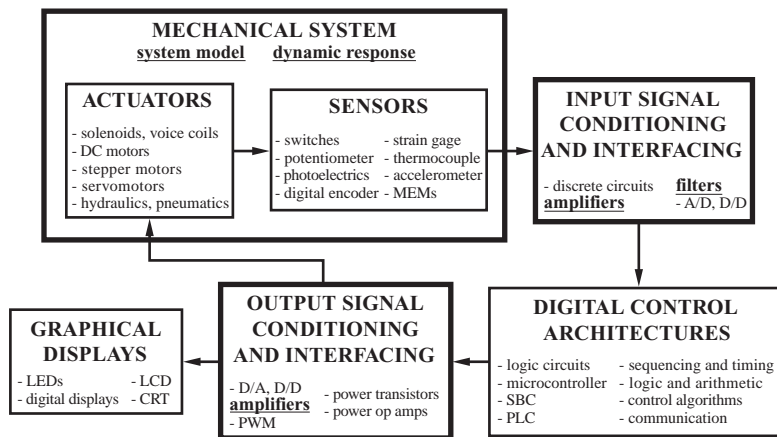 MECHANICAL SYSTEM
system model dynamic response
ACTUATORS
- solenoids, voice coils
- DC motors
- stepper motors
- servomotors
- hydraulics, pneumatics
SENSORS
- switches - strain gage
- potentiometer - thermocouple
- photoelectrics - accelerometer
- digital encoder - MEMs
INPUT SIGNAL
CONDITIONING
AND INTERFACING
- discrete circuits filters
amplifiers - A/D, D/D
GRAPHICAL
DISPLAYS
- LEDs - LCD
- digital displays - CRT
OUTPUT SIGNAL
CONDITIONING
AND INTERFACING
- D/A, D/D - power transistors
amplifiers - power op amps
- PWM
DIGITAL CONTROL
ARCHITECTURES
- logic circuits - sequencing and timing
- microcontroller - logic and arithmetic
- SBC - control algorithms
- PLC - communication